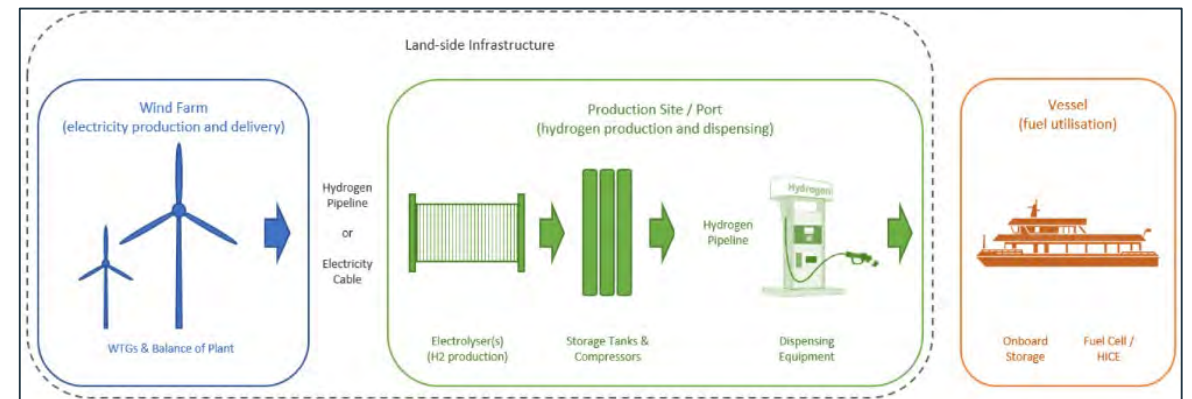 Land-side Infrastructure
Wind Farm
(electricity production and delivery)
WTGs & Balance of Plant
Hydrogen
Pipeline
or
Electricity
Cable
Production Site / Port
(hydrogen production and dispensing)
Electrolyser(s)
(H2 production)
Storage Tanks &
Compressors
Hydrogen
Pipeline
Hydrogen
Dispensing
Equipment
Vessel
(fuel utilisation)
Onboard
Storage
Fuel Cell /
HICE